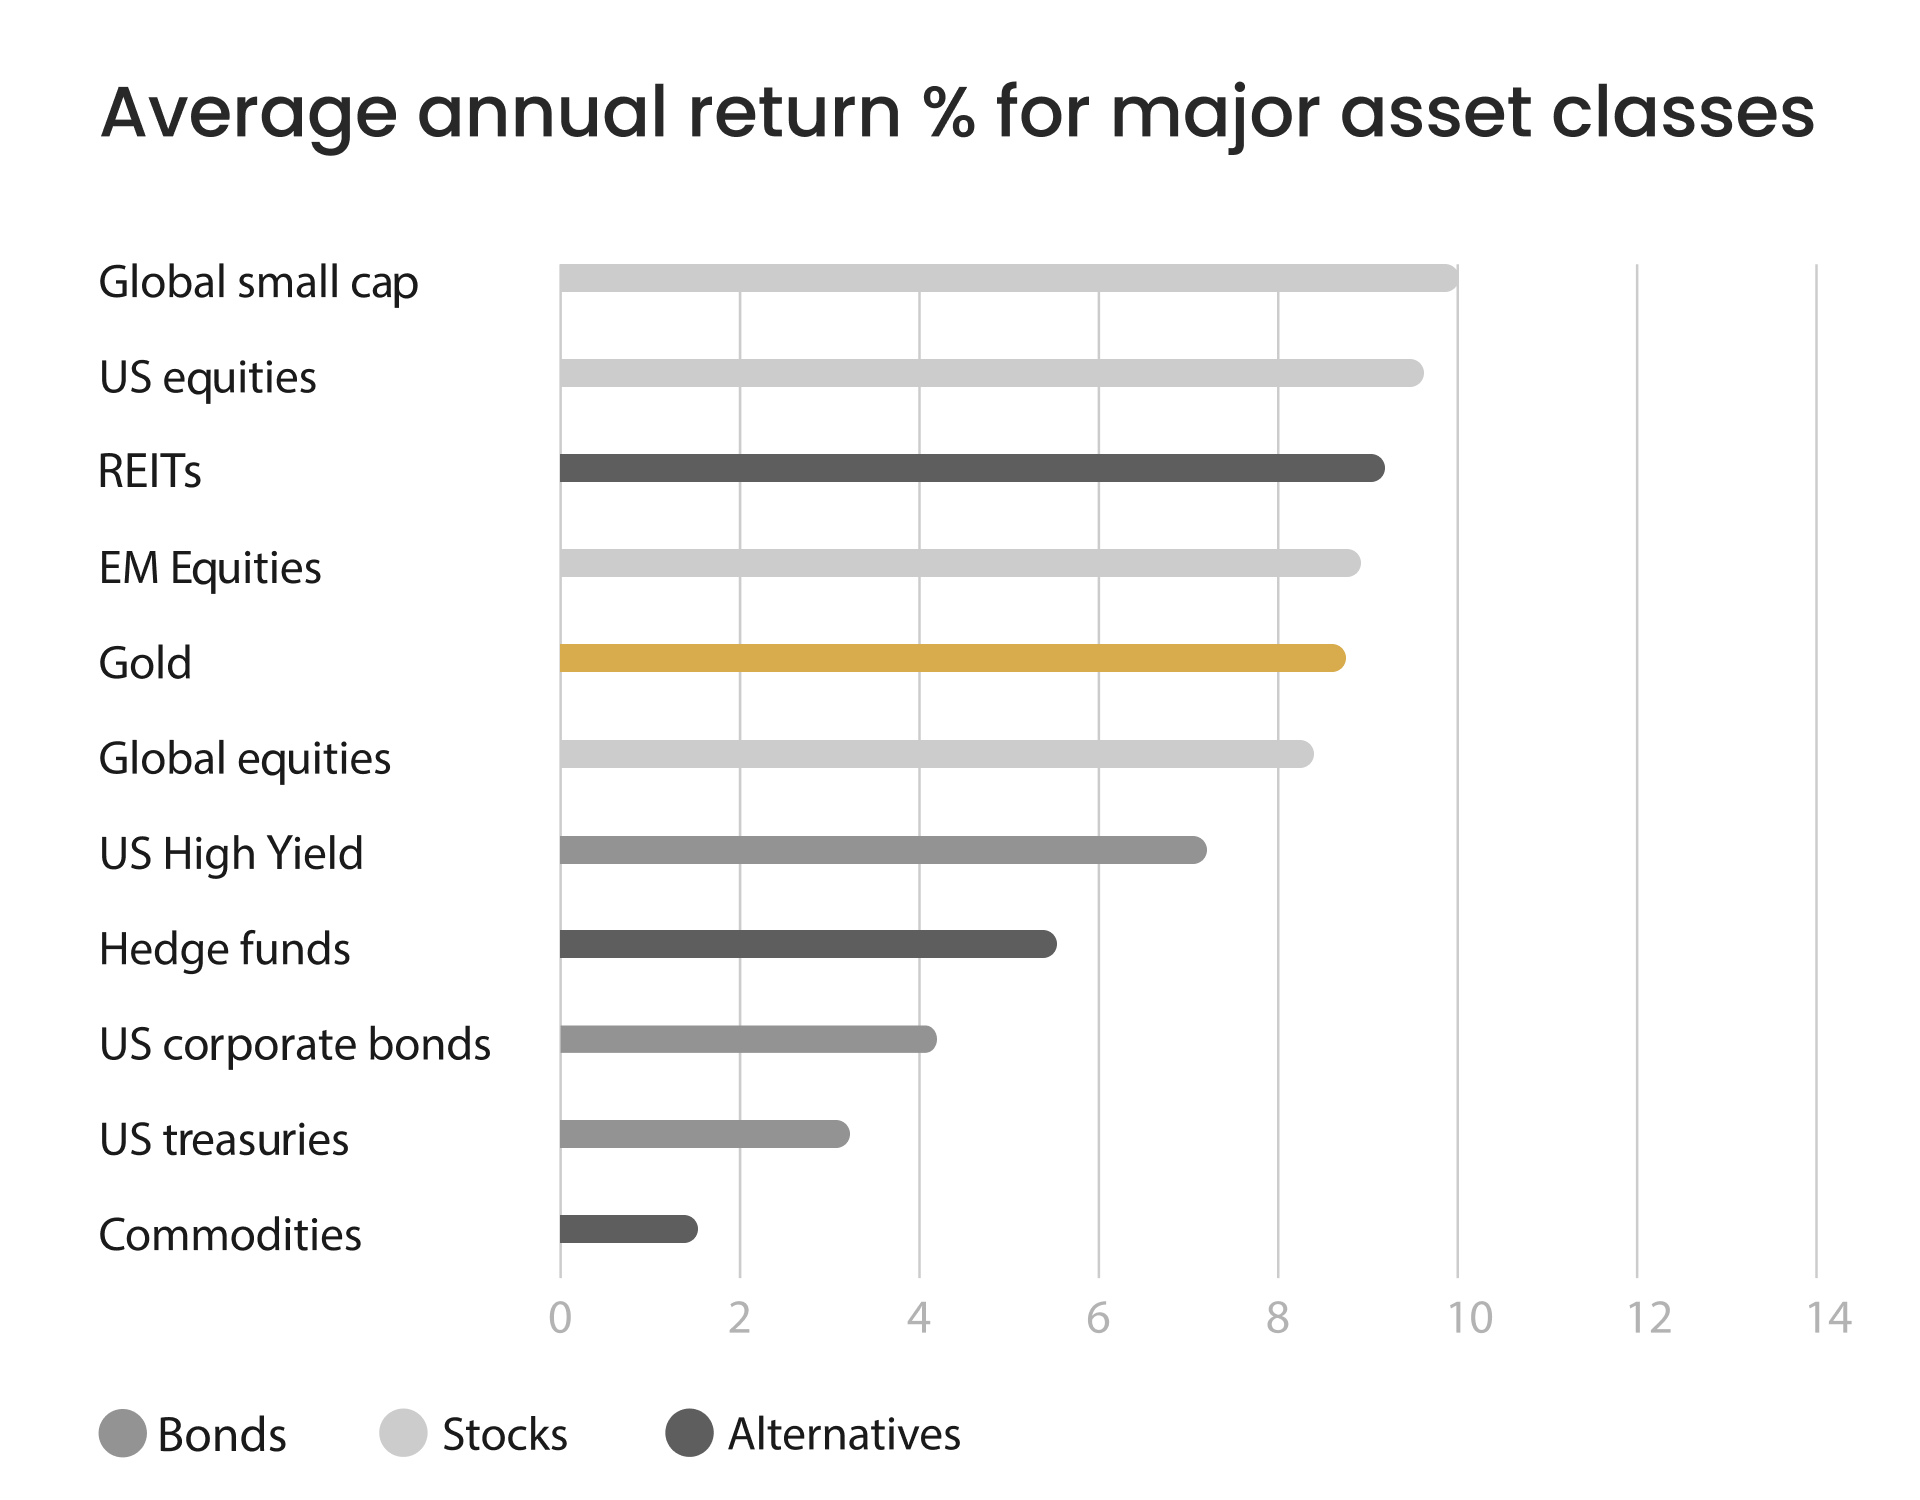 Average annual return % for major asset classes
Global small cap
US equities
REITs
EM Equities
Gold
Global equities
US High Yield
Hedge funds
US corporate bonds
US treasuries
Commodities
0 2 4 6 8 10 12 14
Bonds Stocks Alternatives